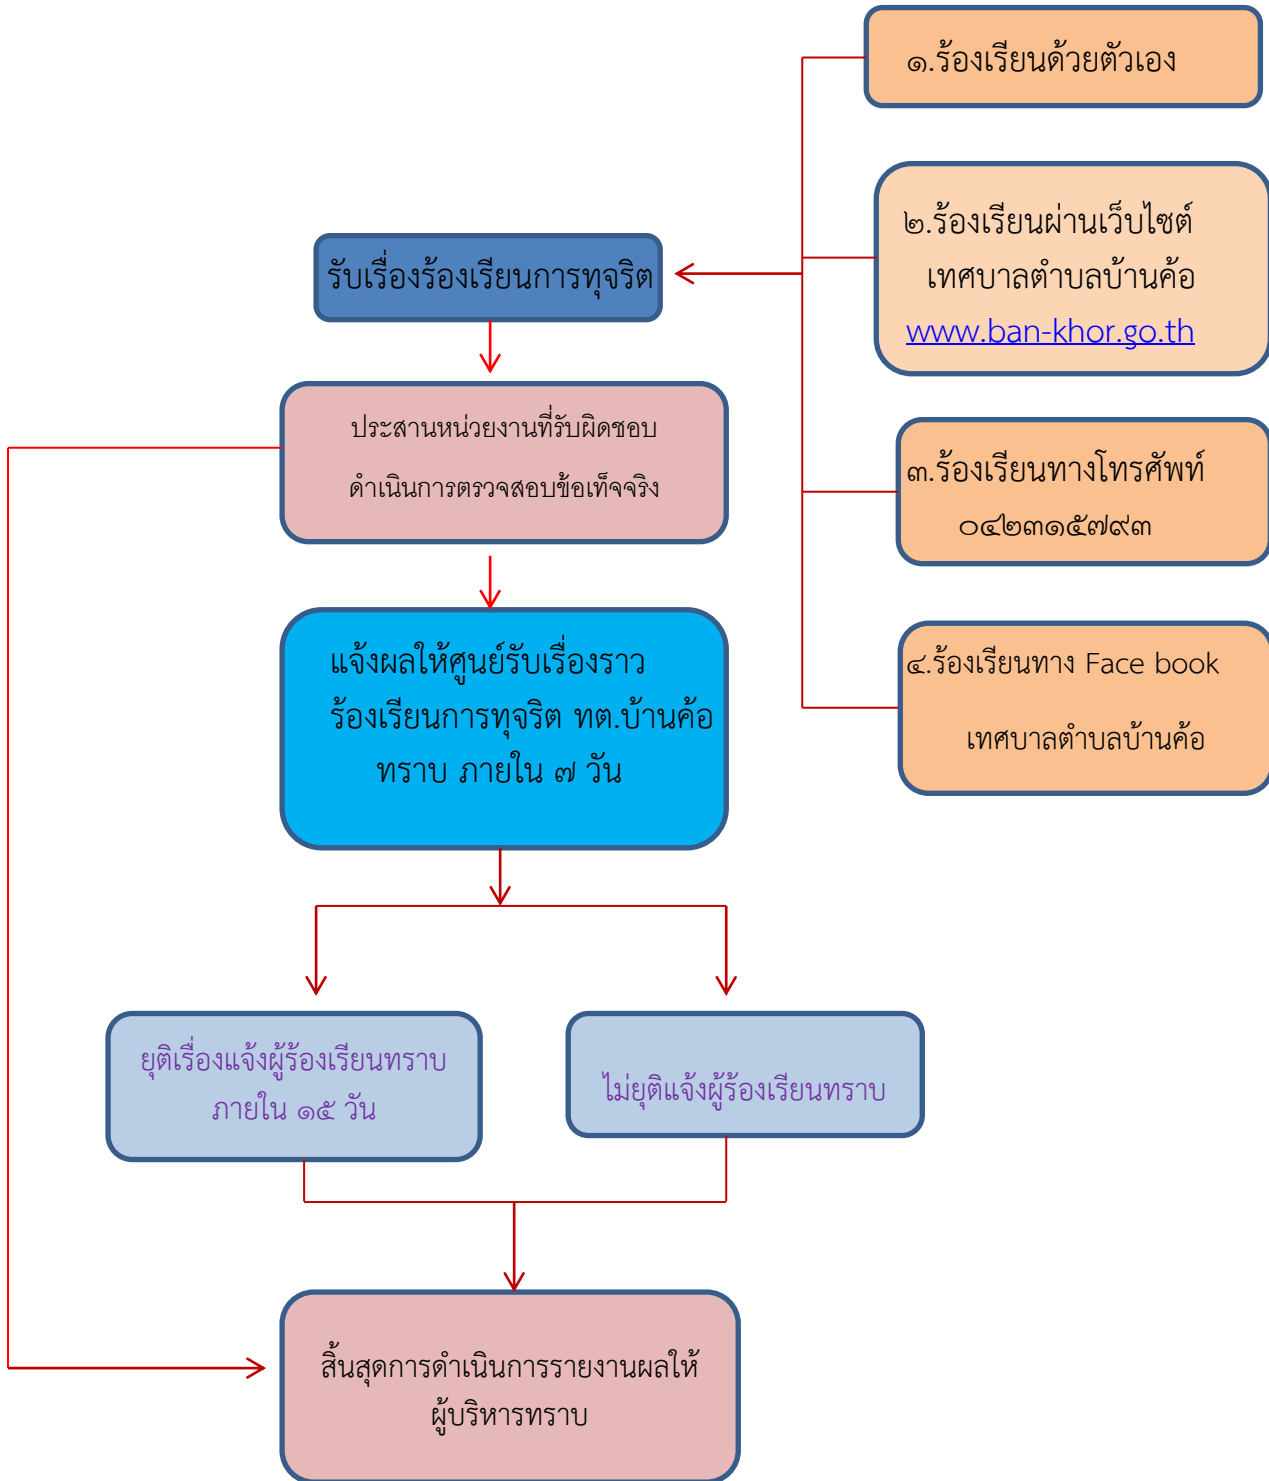 ๑.ร้องเรียนด้วยตัวเอง
๒.ร้องเรียนผ่านเว็บไซต์
เทศบาลตำบลบ้านค้อ
www.ban-khor.go.th
๓.ร้องเรียนทางโทรศัพท์
๐๔๒๓๑๕๗๙๓
๔.ร้องเรียนทาง Face book
เทศบาลตำบลบ้านค้อ
รับเรื่องร้องเรียนการทุจริต
ประสานหน่วยงานที่รับผิดชอบ
ดำเนินการตรวจสอบข้อเท็จจริง
แจ้งผลให้ศูนย์รับเรื่องราว
ร้องเรียนการทุจริต ทต.บ้านค้อ
ทราบ ภายใน ๗ วัน
ยุติเรื่องแจ้งผู้ร้องเรียนทราบ
ภายใน ๑๕ วัน
ไม่ยุติแจ้งผู้ร้องเรียนทราบ
สิ้นสุดการดำเนินการรายงานผลให้
ผู้บริหารทราบ